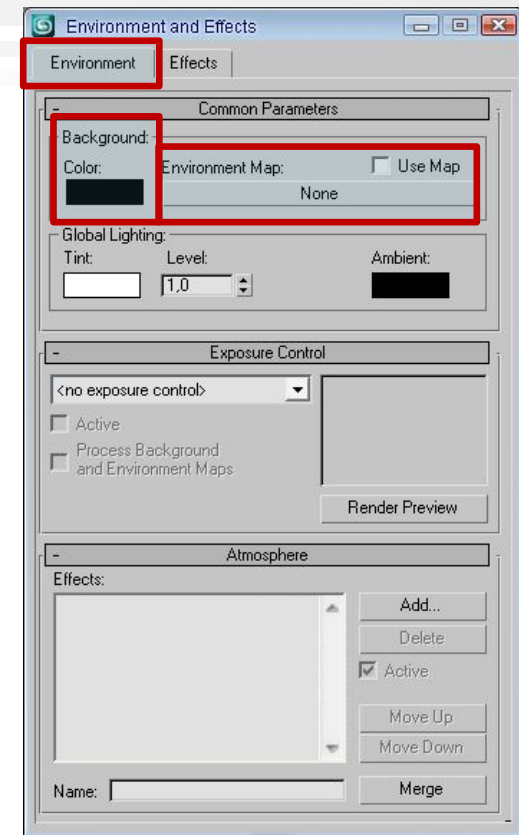 Environment and Effects
Environment Effects
- Common Parameters
Background:
Color: Environment Map: Use Map
None
Global Lighting:
Tint: Level: Ambient:
1,0
- Exposure Control
<no exposure control>
Active
Process Background
and Environment Maps
Render Preview
- Atmosphere
Effects:
Add...
Delete
Active
Move Up
Move Down
Name: Merge